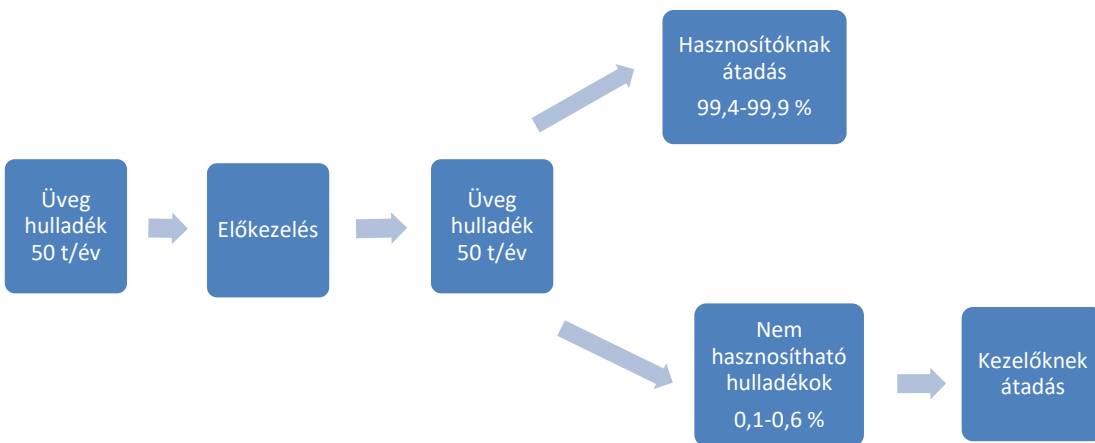 Üveg
hulladék
50 t/év
Előkezelés
Üveg
hulladék
50 t/év
Hasznosítóknak
átadás
99,4-99,9 %
Nem
hasznosítható
hulladékok
0,1-0,6 %
Kezelőknek
átadás